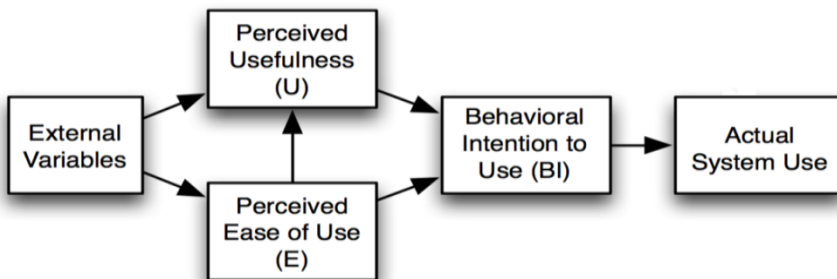 Perceived
Usefulness
(U)
External
Variables
Perceived
Ease of Use
(E)
Behavioral
Intention to
Use (BI)
Actual
System Use